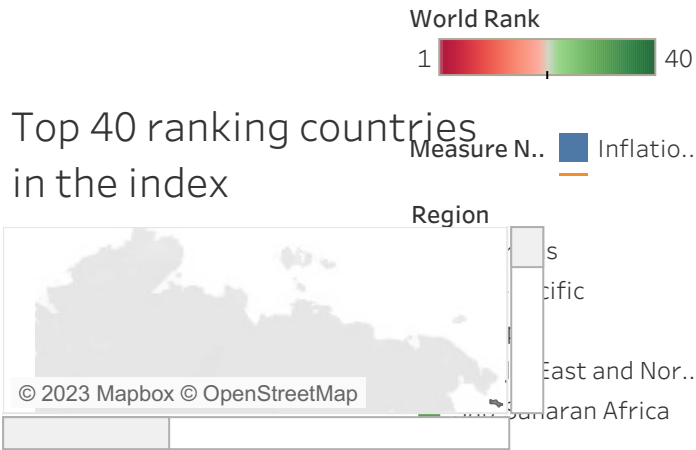 World Rank
1 40
Top 40 ranking countries
in the index
Measure N.. Inflatio..
Region
East and Nor..
Saharan Africa
© 2023 Mapbox © OpenStreetMap